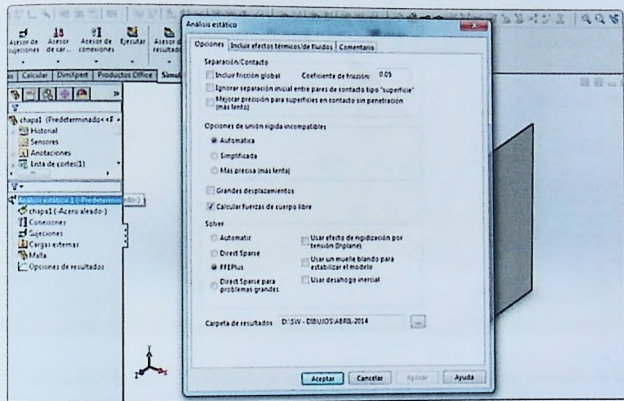 Análisis estático
Asesor de sujeciones
Asesor de car...
Asesor de conexiones
Ejecutar
Asesor de resultado
Calcular
DimXpert
Productos Office
Simul
chapa1 (Predeterminado<<P
Historial
Sensores
Anotaciones
Lista de cortes(1)
Análisis estático 1 (-Predeterminado-)
chapa1 (-Acero aleado-)
Conexiones
Sujeciones
Cargas externas
Malla
Opciones de resultados
Opciones
Incluir efectos térmicos/de fluidos
Comentario
Separación/Contacto
Incluir fricción global
Coeficiente de fricción:
0.05
Ignorar separación inicial entre pares de contacto tipo "superficie"
Mejorar precisión para superficies en contacto sin penetración
(más lento)
Opciones de unión rígida incompatibles
Automática
Simplificada
Más precisa (más lenta)
Grandes desplazamientos
Calcular fuerzas de cuerpo libre
Solver
Automatic
Direct Sparse
FFEPlus
Direct Sparse para
problemas grandes
Usar efecto de rigidización por
tensión (Inplane)
Usar un muelle blando para
estabilizar el modelo
Usar desahogo inercial
Carpeta de resultados
D:\SW - DIBUJOS\ABRIL-2014
...
Aceptar
Cancelar
Aplicar
Ayuda